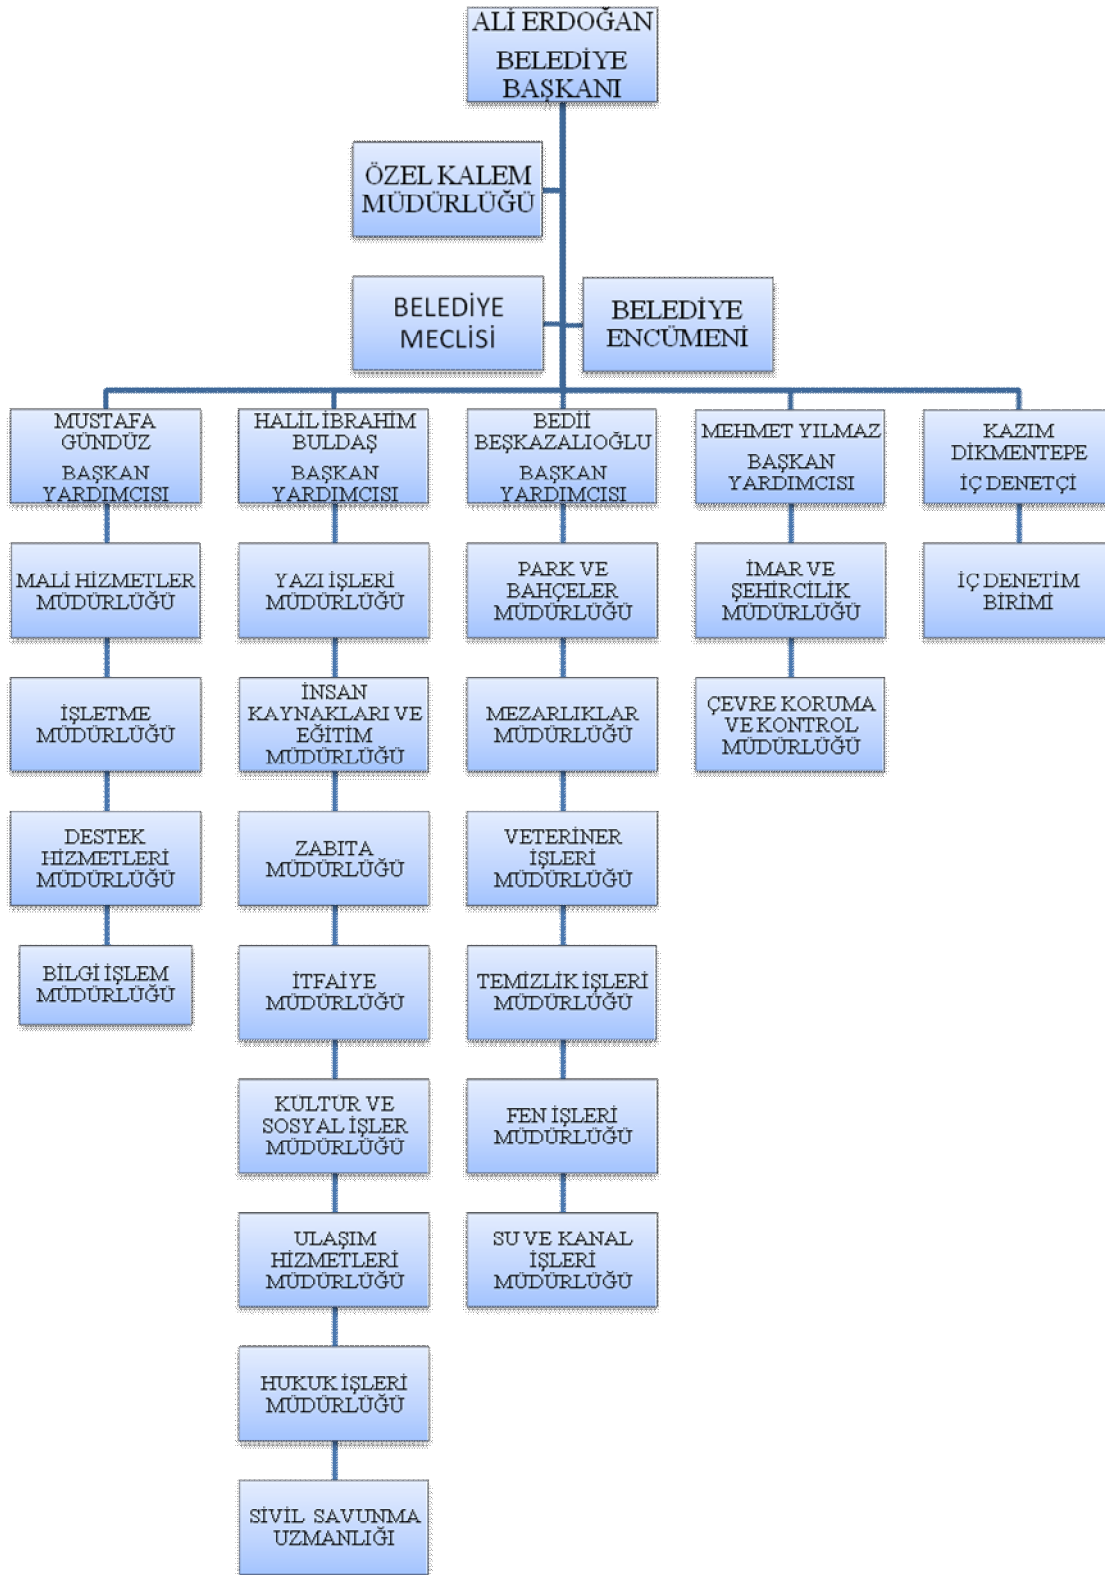 ALİ ERDOĞAN
BELEDİYE
BAŞKANI
ÖZEL KALEM
MÜDÜRLÜĞÜ
BELEDİYE
MECLİSİ
BELEDİYE
ENCÜMENİ
MUSTAFA
GÜNDÜZ
BAŞKAN
YARDIMCISI
HALİL İBRAHİM
BULDAŞ
BAŞKAN
YARDIMCISI
BEDİİ
BEŞKAZALIOĞLU
BAŞKAN
YARDIMCISI
MEHMET YILMAZ
BAŞKAN
YARDIMCISI
KAZIM
DİKMENTEPE
İÇ DENETÇİ
MALİ HİZMETLER
MÜDÜRLÜĞÜ
YAZI İŞLERİ
MÜDÜRLÜĞÜ
PARK VE
BAHÇELER
MÜDÜRLÜĞÜ
İMAR VE
ŞEHİRCİLİK
MÜDÜRLÜĞÜ
İÇ DENETİM
BİRİMİ
İŞLETME
MÜDÜRLÜĞÜ
İNSAN
KAYNAKLARI VE
EĞİTİM
MÜDÜRLÜĞÜ
MEZARLIKLAR
MÜDÜRLÜĞÜ
ÇEVRE KORUMA
VE KONTROL
MÜDÜRLÜĞÜ
DESTEK
HİZMETLERİ
MÜDÜRLÜĞÜ
ZABITA
MÜDÜRLÜĞÜ
VETERİNER
İŞLERİ
MÜDÜRLÜĞÜ
BİLGİ İŞLEM
MÜDÜRLÜĞÜ
İTFAİYE
MÜDÜRLÜĞÜ
TEMİZLİK İŞLERİ
MÜDÜRLÜĞÜ
KÜLTÜR VE
SOSYAL İŞLER
MÜDÜRLÜĞÜ
FEN İŞLERİ
MÜDÜRLÜĞÜ
ULAŞIM
HİZMETLERİ
MÜDÜRLÜĞÜ
SU VE KANAL
İŞLERİ
MÜDÜRLÜĞÜ
HUKUK İŞLERİ
MÜDÜRLÜĞÜ
SİVİL SAVUNMA
UZMANLIĞI